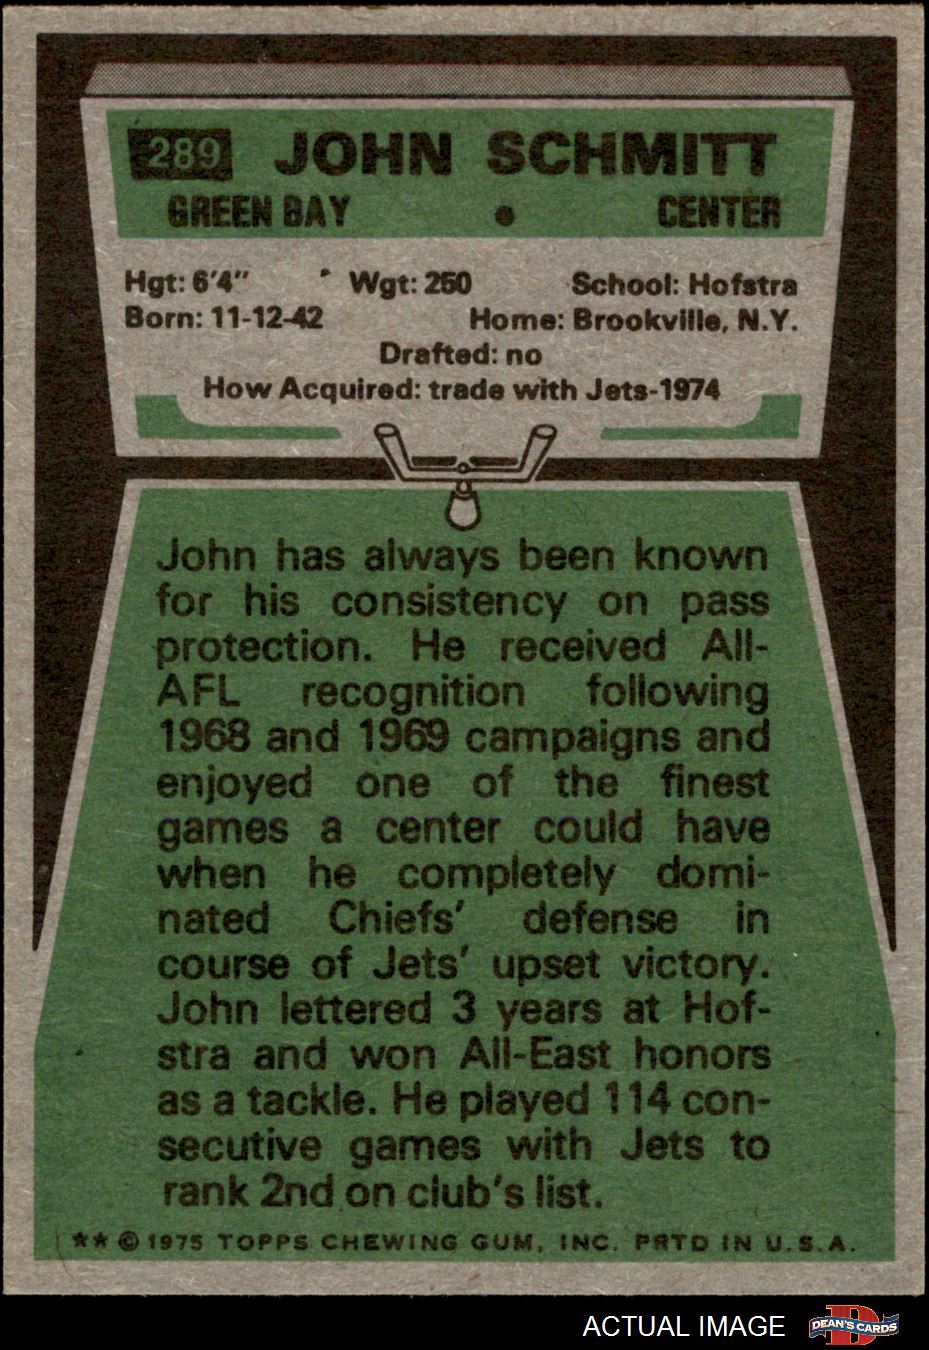 289 JOHN SCHMITT
GREEN BAY • CENTER
Hgt: 6'4" Wgt: 250 School: Hofstra
Born: 11-12-42 Home: Brookville, N.Y.
Drafted: no
How Acquired: trade with Jets-1974
John has always been known
for his consistency on pass
protection. He received All-
AFL recognition following
1968 and 1969 campaigns and
enjoyed one of the finest
games a center could have
when he completely domi-
nated Chiefs' defense in
course of Jets' upset victory.
John lettered 3 years at Hof-
stra and won All-East honors
as a tackle. He played 114 con-
secutive games with Jets to
rank 2nd on club's list.
** © 1975 TOPPS CHEWING GUM, INC. PRTD IN U.S.A.
ACTUAL IMAGE D DEAN'S CARDS